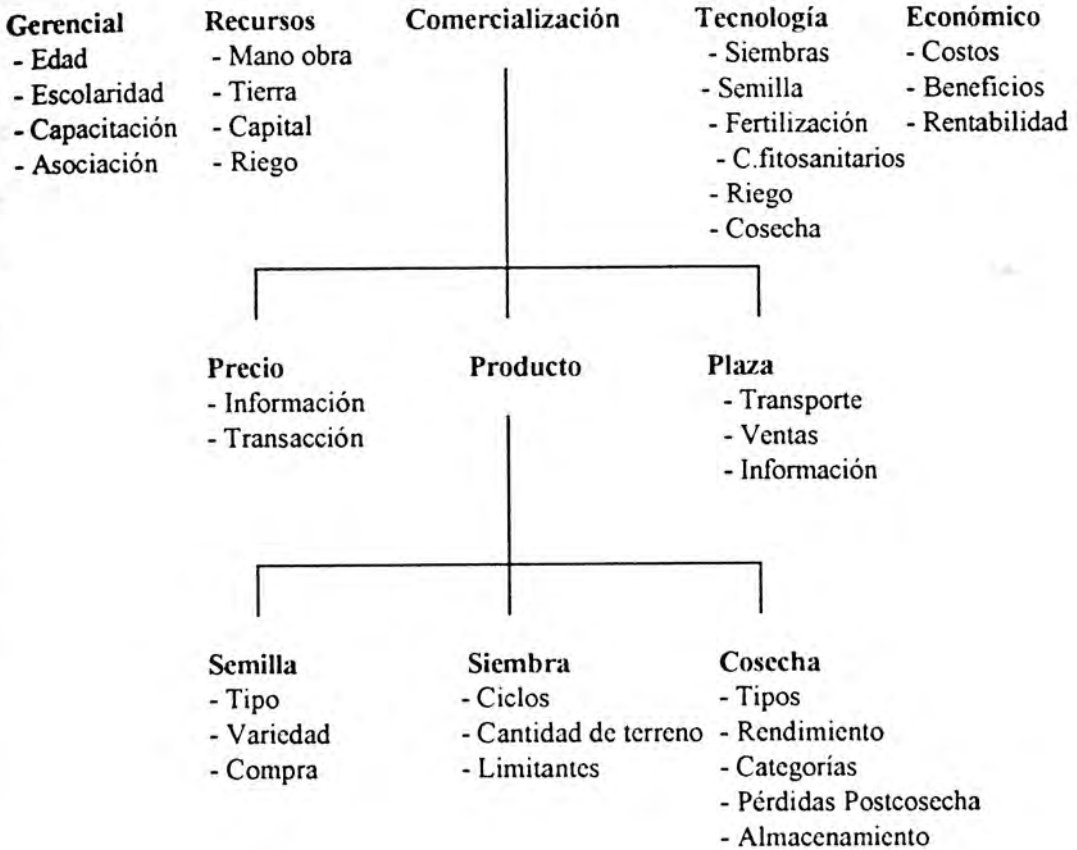 Gerencial
- Edad
- Escolaridad
- Capacitación
- Asociación
Recursos
- Mano obra
- Tierra
- Capital
- Riego
Comercialización
Tecnología
- Siembras
- Semilla
- Fertilización
- C.fitosanitarios
- Riego
- Cosecha
Económico
- Costos
- Beneficios
- Rentabilidad
Precio
- Información
- Transacción
Producto
Plaza
- Transporte
- Ventas
- Información
Semilla
- Tipo
- Variedad
- Compra
Siembra
- Ciclos
- Cantidad de terreno
- Limitantes
Cosecha
- Tipos
- Rendimiento
- Categorías
- Pérdidas Postcosecha
- Almacenamiento